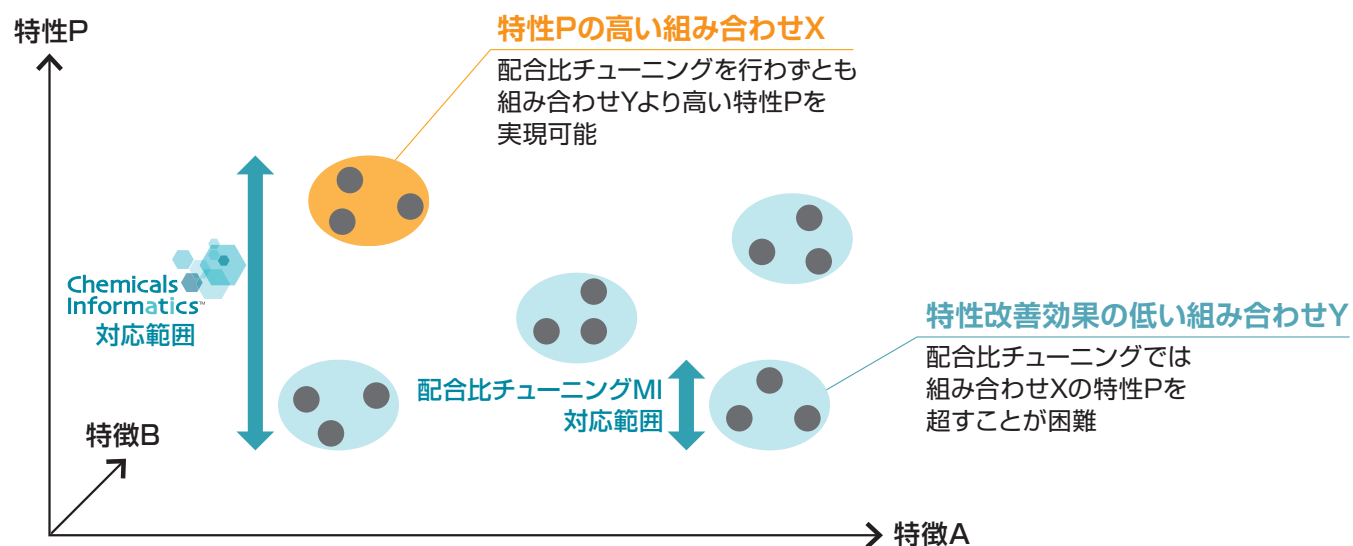 特性P
特性Pの高い組み合わせX
配合比チューニングを行わずとも
組み合わせYより高い特性Pを
実現可能
Chemicals
Informatics™
対応範囲
特性改善効果の低い組み合わせY
配合比チューニングでは
組み合わせXの特性Pを
超すことが困難
配合比チューニングMI
対応範囲
特徴B
特徴A